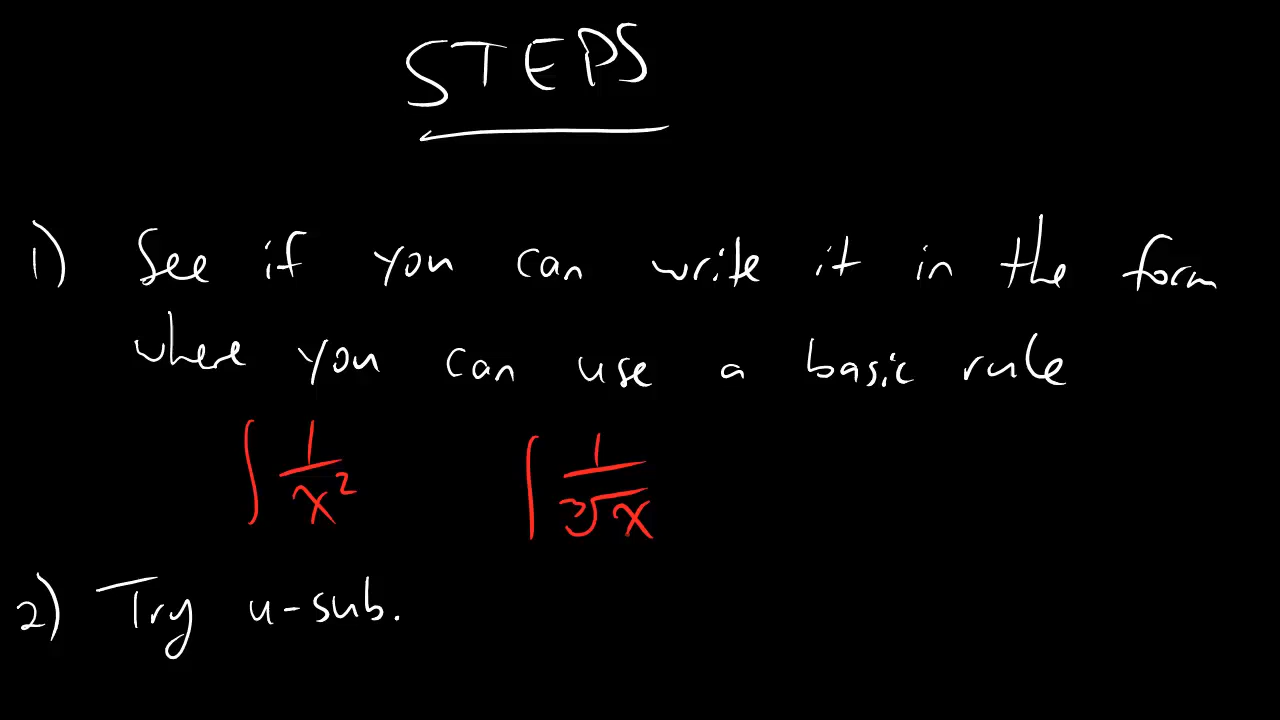 STEPS
1) See if you can write it in the form
where you can use a basic rule
∫ 1/x² ∫ 1/∛x
2) Try u-sub.